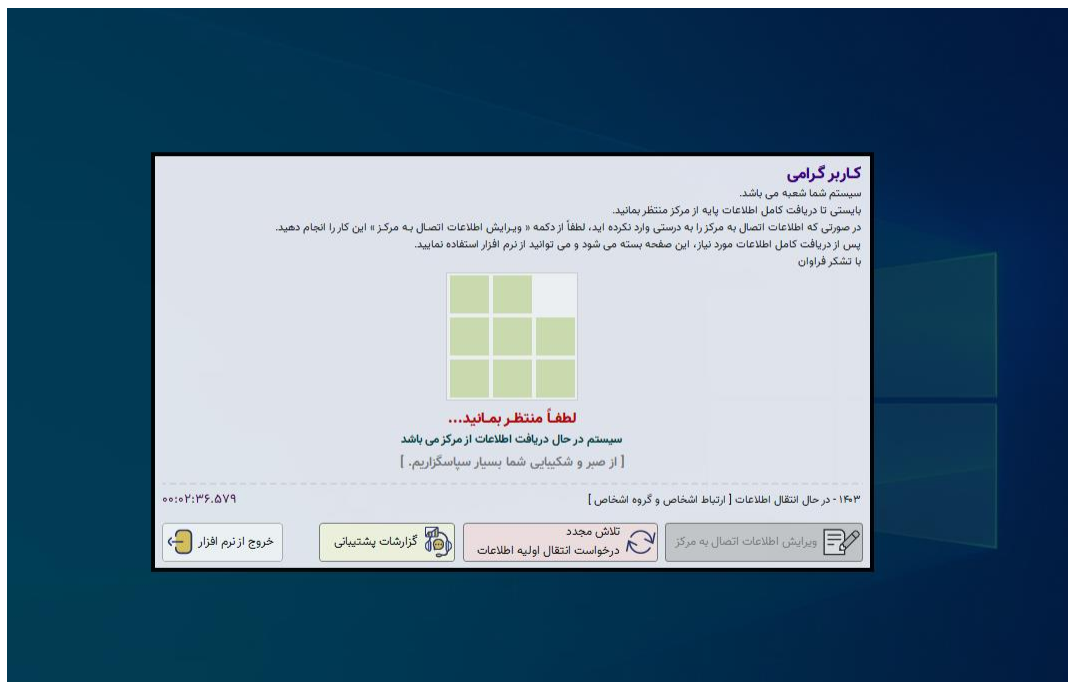 کاربر گرامی
سیستم شما شعبه می باشد.
بایستی تا دریافت کامل اطلاعات پایه از مرکز منتظر بمانید.
در صورتی که اطلاعات اتصال به مرکز را به درستی وارد نکرده اید، لطفاً از دکمه « ویرایش اطلاعات اتصال به مرکز » این کار را انجام دهید.
پس از دریافت کامل اطلاعات مورد نیاز، این صفحه بسته می شود و می توانید از نرم افزار استفاده نمایید.
با تشکر فراوان
لطفاً منتظر بمانید...
سیستم در حال دریافت اطلاعات از مرکز می باشد
[ از صبر و شکیبایی شما بسیار سپاسگزاریم. ]
۱۴۰۳ - در حال انتقال اطلاعات [ ارتباط اشخاص و گروه اشخاص ]
۰۰:۰۲:۳۶.۵۷۹
ویرایش اطلاعات اتصال به مرکز
تلاش مجدد
درخواست انتقال اولیه اطلاعات
گزارشات پشتیبانی
خروج از نرم افزار